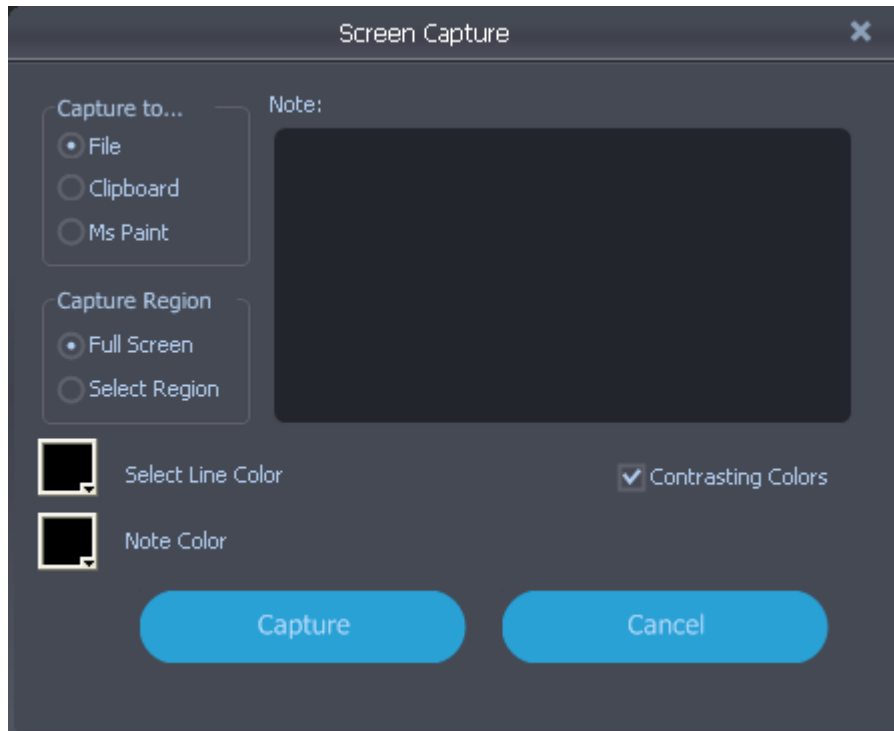 Screen Capture
Capture to...
File
Clipboard
Ms Paint
Note:
Capture Region
Full Screen
Select Region
Select Line Color
Contrasting Colors
Note Color
Capture
Cancel